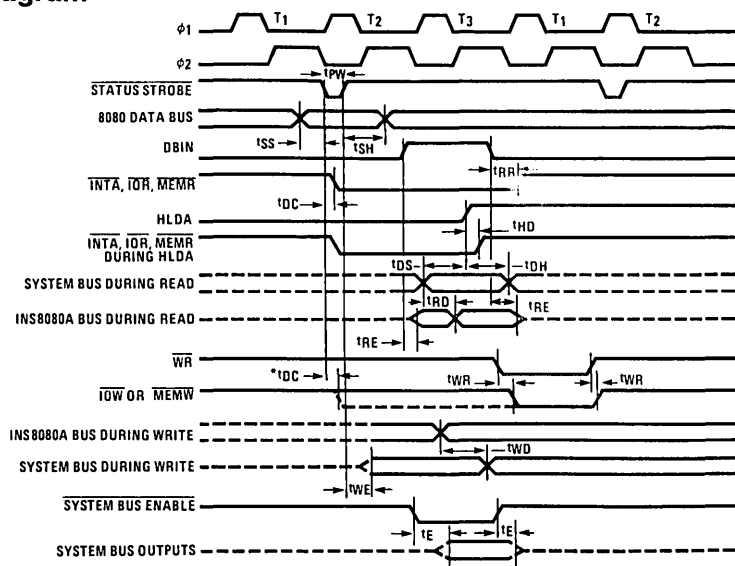 T1 T2 T3 T1 T2
ϕ1
ϕ2
tPW
STATUS STROBE
8080 DATA BUS
tSS tSH
DBIN
tRR
INTA, IOR, MEMR
tDC
HLDA
tHD
INTA, IOR, MEMR
DURING HLDA
tDS tDH
SYSTEM BUS DURING READ
tRD tRE
INS8080A BUS DURING READ
tRE
WR
*tDC tWR tWR
IOW OR MEMW
INS8080A BUS DURING WRITE
tWD
SYSTEM BUS DURING WRITE
tWE
SYSTEM BUS ENABLE
tE tE
SYSTEM BUS OUTPUTS